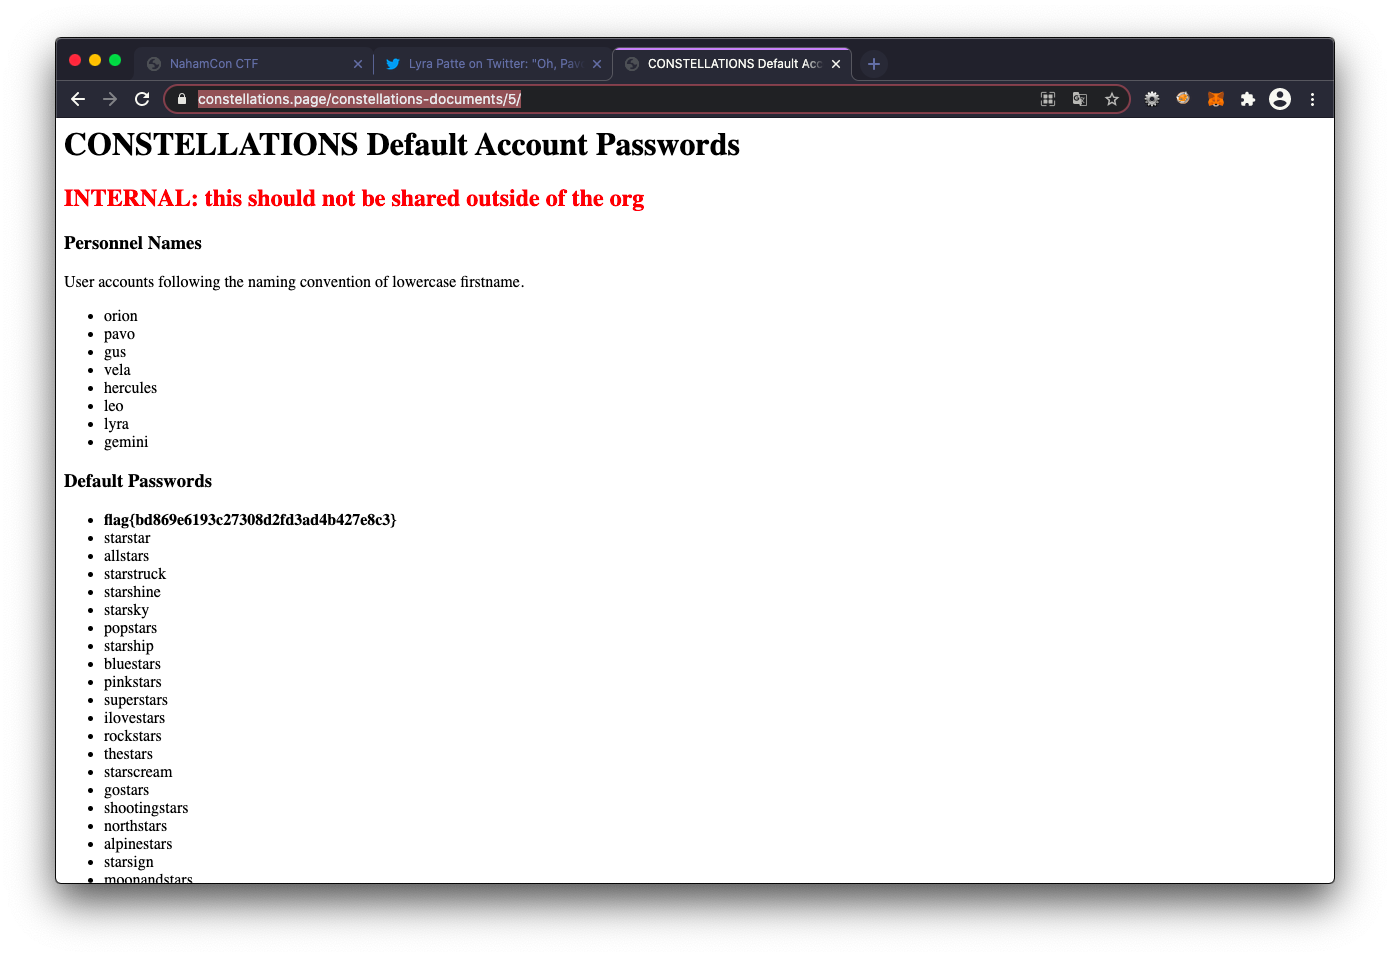 NahamCon CTF
Lyra Patte on Twitter: "Oh, Pav
CONSTELLATIONS Default Acc
constellations.page/constellations-documents/5/
CONSTELLATIONS Default Account Passwords
INTERNAL: this should not be shared outside of the org
Personnel Names
User accounts following the naming convention of lowercase firstname.
orion
pavo
gus
vela
hercules
leo
lyra
gemini
Default Passwords
flag{bd869e6193c27308d2fd3ad4b427e8c3}
starstar
allstars
starstruck
starshine
starsky
popstars
starship
bluestars
pinkstars
superstars
ilovestars
rockstars
thestars
starscream
gostars
shootingstars
northstars
alpinestars
starsign
moonandstars